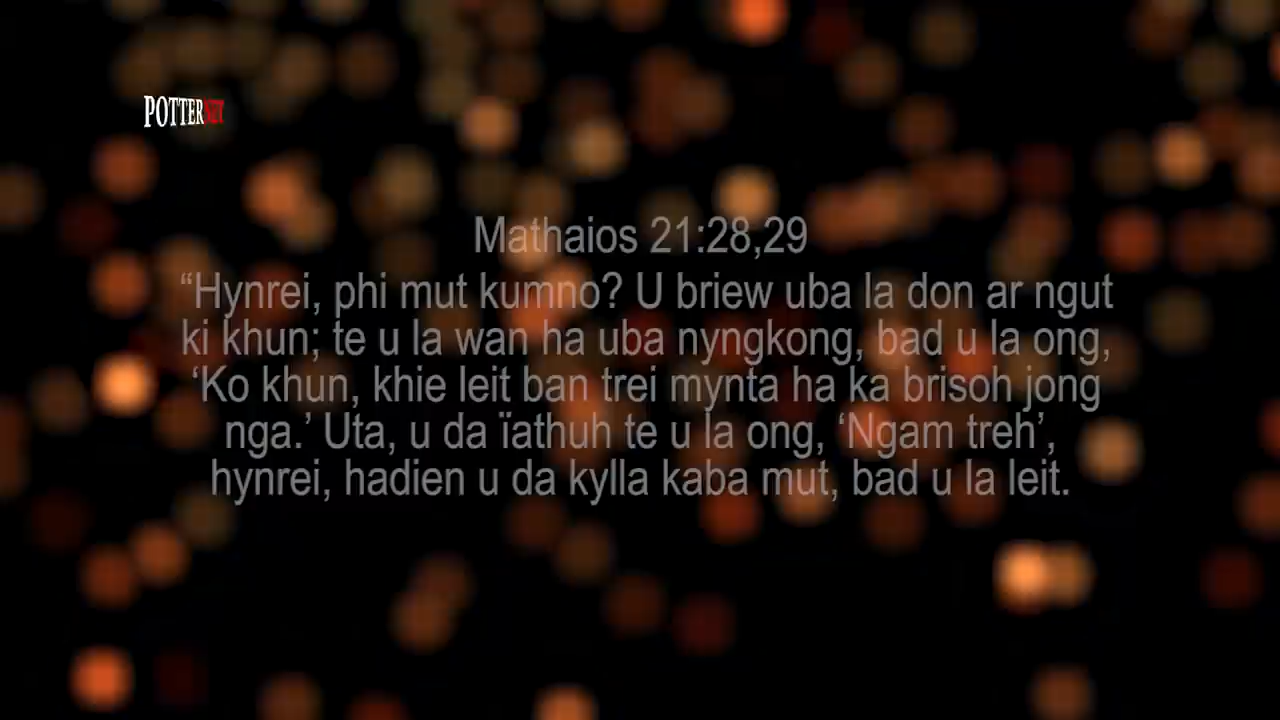 POTTERNET
Mathaios 21:28,29
“Hynrei, phi mut kumno? U briew uba la don ar ngut
ki khun; te u la wan ha uba nyngkong, bad u la ong,
‘Ko khun, khie leit ban trei mynta ha ka brisoh jong
nga.’ Uta, u da ïathuh te u la ong, ‘Ngam treh’,
hynrei, hadien u da kylla kaba mut, bad u la leit.